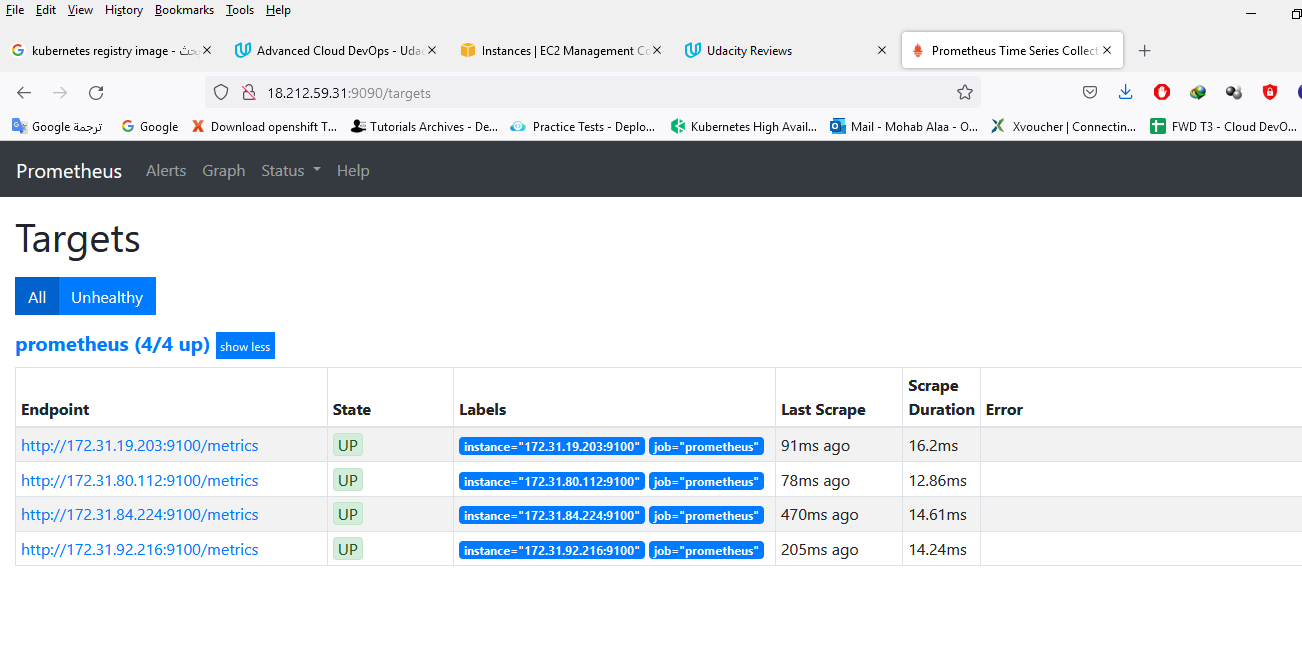 File Edit View History Bookmarks Tools Help
kubernetes registry image - بحث
Advanced Cloud DevOps - Udac
Instances | EC2 Management Co
Udacity Reviews
Prometheus Time Series Collect
18.212.59.31:9090/targets
ترجمة Google
Google
Download openshift T...
Tutorials Archives - De...
Practice Tests - Deplo...
Kubernetes High Avail...
Mail - Mohab Alaa - O...
Xvoucher | Connectin...
FWD T3 - Cloud DevO...
Prometheus Alerts Graph Status Help
Targets
All Unhealthy
prometheus (4/4 up) show less
Endpoint State Labels Last Scrape Scrape Duration Error
http://172.31.19.203:9100/metrics UP instance="172.31.19.203:9100" job="prometheus" 91ms ago 16.2ms
http://172.31.80.112:9100/metrics UP instance="172.31.80.112:9100" job="prometheus" 78ms ago 12.86ms
http://172.31.84.224:9100/metrics UP instance="172.31.84.224:9100" job="prometheus" 470ms ago 14.61ms
http://172.31.92.216:9100/metrics UP instance="172.31.92.216:9100" job="prometheus" 205ms ago 14.24ms